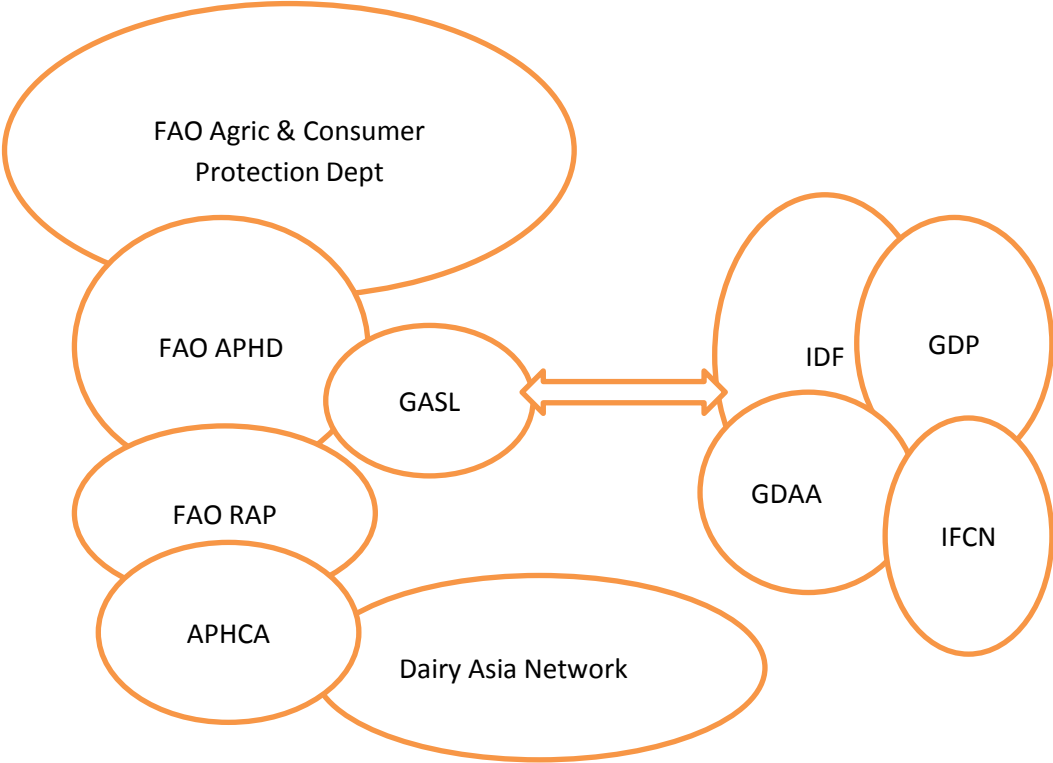 FAO Agric & Consumer
Protection Dept
FAO APHD
GASL
IDF
GDP
GDAA
IFCN
FAO RAP
APHCA
Dairy Asia Network